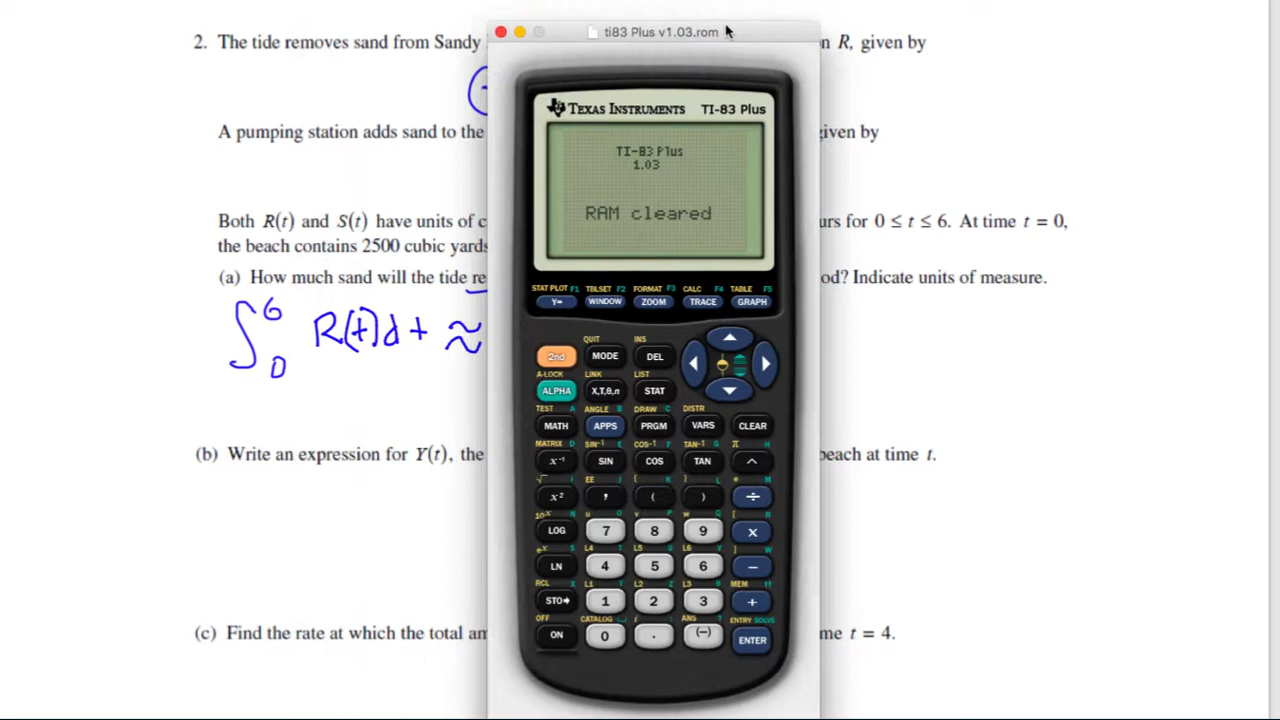 ti83 Plus v1.03.rom
2. The tide removes sand from Sandy
R, given by
A pumping station adds sand to the
given by
Both R(t) and S(t) have units of c
urs for 0 ≤ t ≤ 6. At time t = 0,
the beach contains 2500 cubic yards
(a) How much sand will the tide re
od? Indicate units of measure.
∫₀⁶ R(t)dt ≈
(b) Write an expression for Y(t), the
beach at time t.
(c) Find the rate at which the total am
me t = 4.
TEXAS INSTRUMENTS TI-83 Plus
TI-83 Plus
1.03
RAM cleared
STAT PLOT F1 TBLSET F2 FORMAT F3 CALC F4 TABLE F5
Y= WINDOW ZOOM TRACE GRAPH
QUIT INS
2nd MODE DEL
A-LOCK LINK LIST
ALPHA X,T,θ,n STAT
TEST A ANGLE B DRAW C DISTR
MATH APPS PRGM VARS CLEAR
MATRIX D SIN⁻¹ E COS⁻¹ F TAN⁻¹ G π H
x⁻¹ SIN COS TAN ^
√ I EE J { K } L e M
x² , ( ) ÷
10ˣ N u O v P w Q [ R
LOG 7 8 9 ×
eˣ S L4 T L5 U L6 V ] W
LN 4 5 6 −
RCL X L1 Y L2 Z L3 θ MEM "
STO➔ 1 2 3 +
OFF CATALOG ␣ i : ANS ? ENTRY SOLVE
ON 0 . (−) ENTER